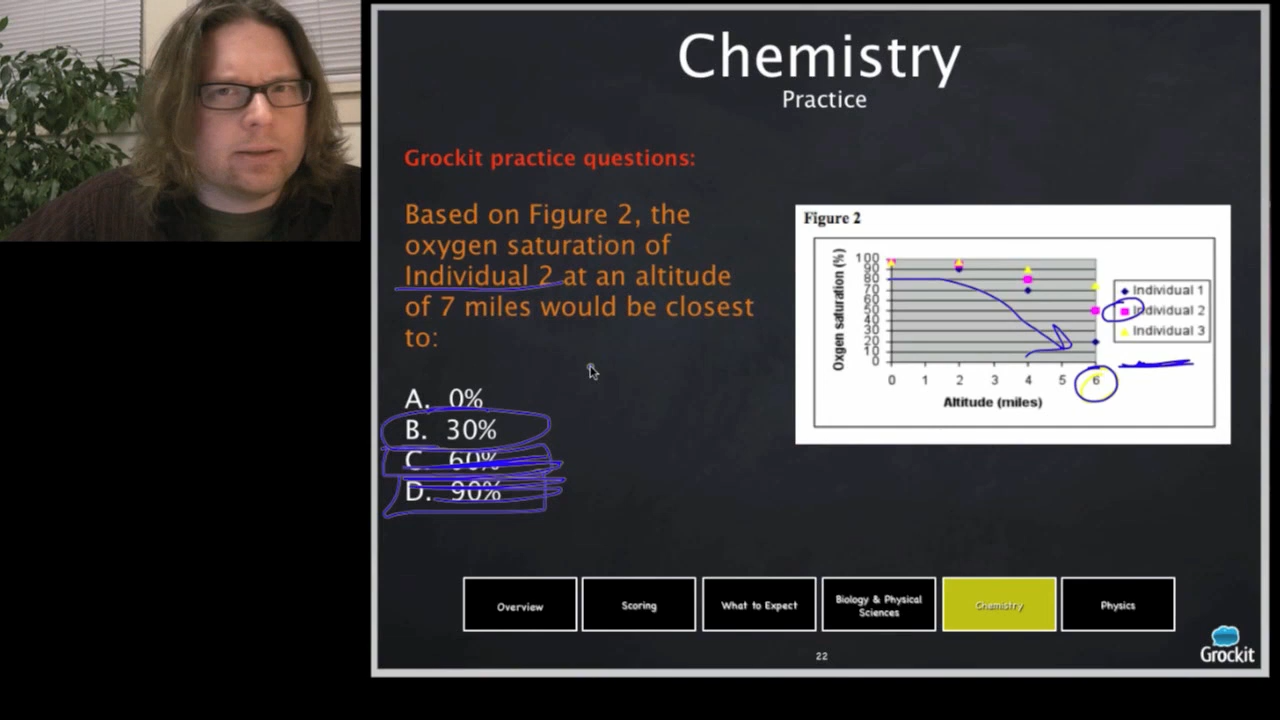 Chemistry
Practice
Grockit practice questions:
Based on Figure 2, the
oxygen saturation of
Individual 2 at an altitude
of 7 miles would be closest
to:
A. 0%
B. 30%
C. 60%
D. 90%
Figure 2
Oxgen saturation (%)
100
90
80
70
60
50
40
30
20
10
0
0 1 2 3 4 5 6
Altitude (miles)
Individual 1
Individual 2
Individual 3
Overview
Scoring
What to Expect
Biology & Physical
Sciences
Chemistry
Physics
22
Grockit